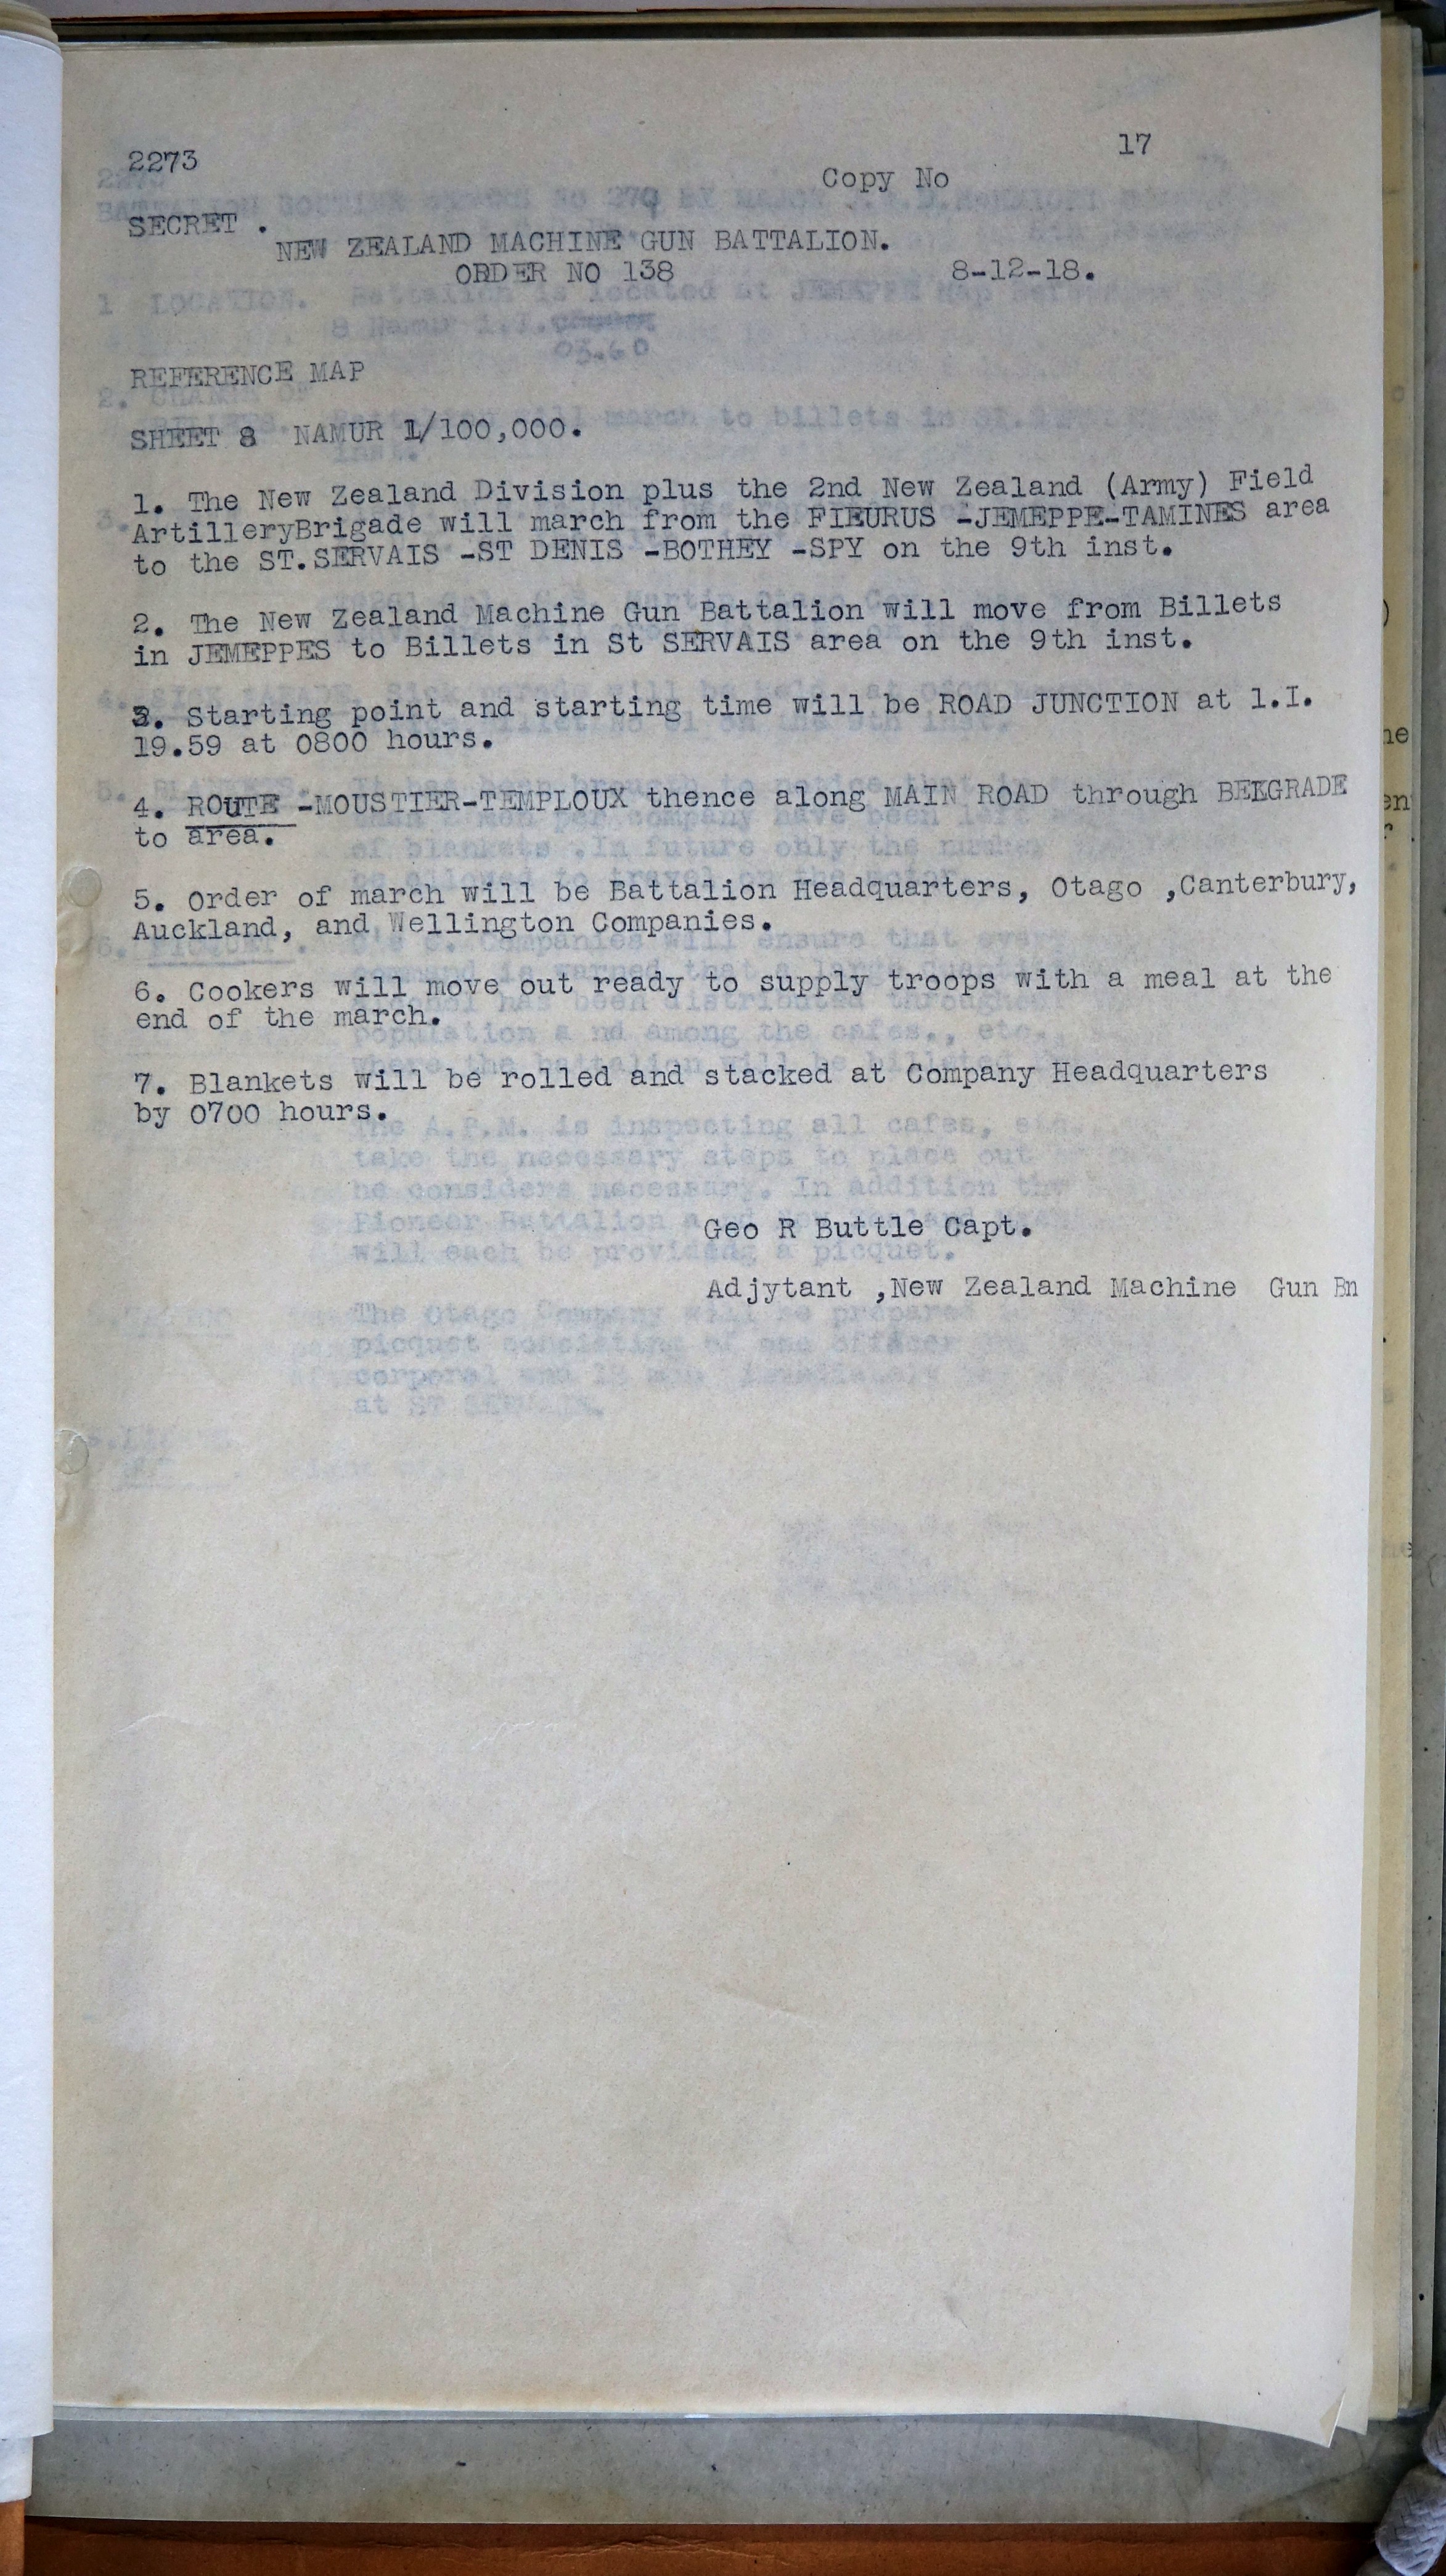 17
2273
Copy No
SECRET .
NEW ZEALAND MACHINE GUN BATTALION.
ORDER NO 138 8-12-18.
REFERENCE MAP
SHEET 8 NAMUR 1/100,000.
1. The New Zealand Division plus the 2nd New Zealand (Army) Field
ArtilleryBrigade will march from the FIEURUS -JEMEPPE-TAMINES area
to the ST.SERVAIS -ST DENIS -BOTHEY -SPY on the 9th inst.
2. The New Zealand Machine Gun Battalion will move from Billets
in JEMEPPES to Billets in St SERVAIS area on the 9th inst.
3. Starting point and starting time will be ROAD JUNCTION at 1.I.
19.59 at 0800 hours.
4. ROUTE -MOUSTIER-TEMPLOUX thence along MAIN ROAD through BELGRADE
to area.
5. Order of march will be Battalion Headquarters, Otago ,Canterbury,
Auckland, and Wellington Companies.
6. Cookers will move out ready to supply troops with a meal at the
end of the march.
7. Blankets will be rolled and stacked at Company Headquarters
by 0700 hours.
Geo R Buttle Capt.
Adjytant ,New Zealand Machine Gun Bn